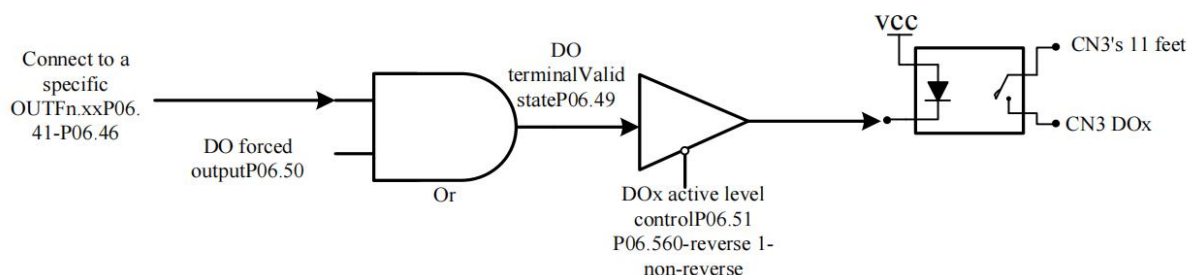 Connect to a
specific
OUTFn.xxP06.
41-P06.46
DO forced
outputP06.50
Or
DO
terminalValid
stateP06.49
DOx active level
controlP06.51
P06.560-reverse 1-
non-reverse
vcc
CN3's 11 feet
CN3 DOx